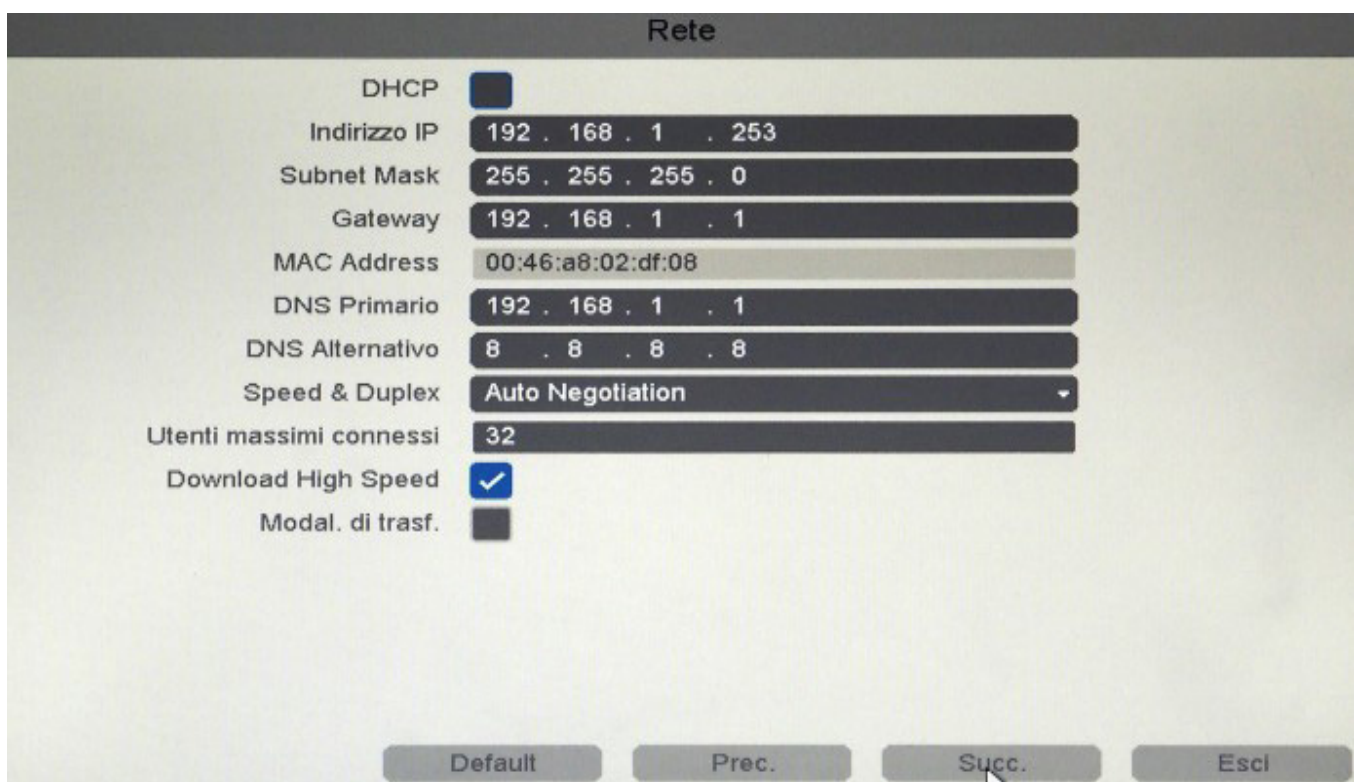 Rete
DHCP
Indirizzo IP 192 . 168 . 1 . 253
Subnet Mask 255 . 255 . 255 . 0
Gateway 192 . 168 . 1 . 1
MAC Address 00:46:a8:02:df:08
DNS Primario 192 . 168 . 1 . 1
DNS Alternativo 8 . 8 . 8 . 8
Speed & Duplex Auto Negotiation
Utenti massimi connessi 32
Download High Speed
Modal. di trasf.
Default Prec. Succ. Esci